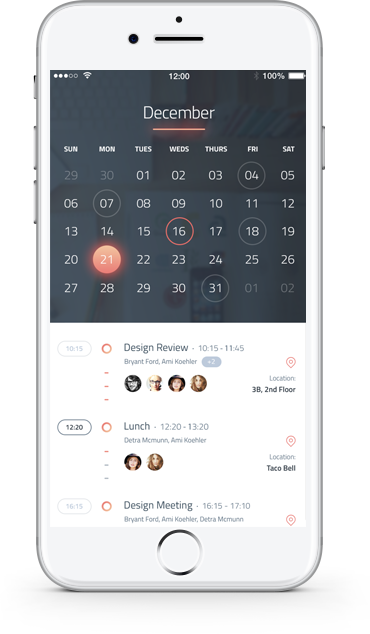 12:00 100%
December
SUN MON TUES WEDS THURS FRI SAT
29 30 01 02 03 04 05
06 07 08 09 10 11 12
13 14 15 16 17 18 19
20 21 22 23 24 25 26
27 28 29 30 31 01 02
10:15 Design Review - 10:15 - 11:45
Bryant Ford, Ami Koehler +2
Location:
3B, 2nd Floor
12:20 Lunch - 12:20 - 13:20
Detra Mcmunn, Ami Koehler
Location:
Taco Bell
16:15 Design Meeting - 16:15 - 17:10
Bryant Ford, Ami Koehler, Detra Mcmunn